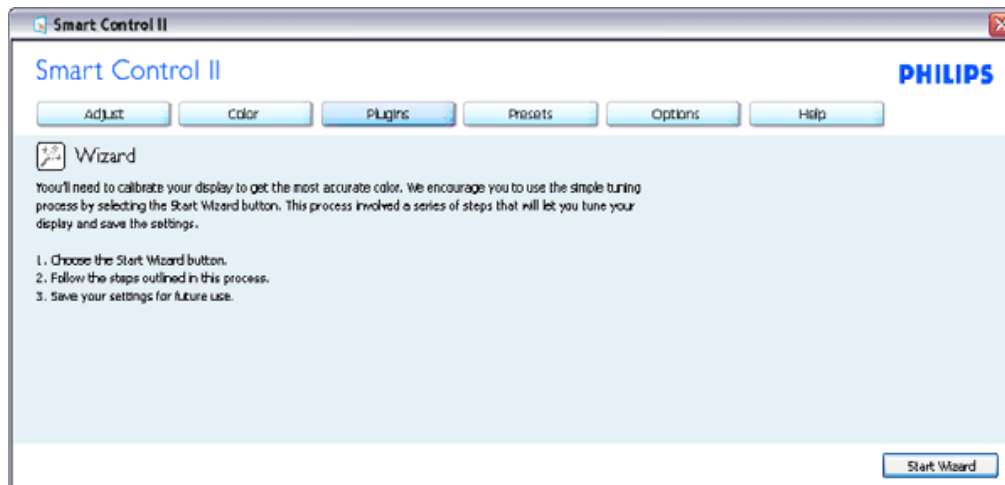 Smart Control II
Smart Control II
PHILIPS
Adjust Color Plugins Presets Options Help
Wizard
Yoou'll need to calibrate your display to get the most accurate color. We encourage you to use the simple tuning
process by selecting the Start Wizard button. This process involved a series of steps that will let you tune your
display and save the settings.
1. Choose the Start Wizard button.
2. Follow the steps outlined in this process.
3. Save your settings for future use.
Start Wizard